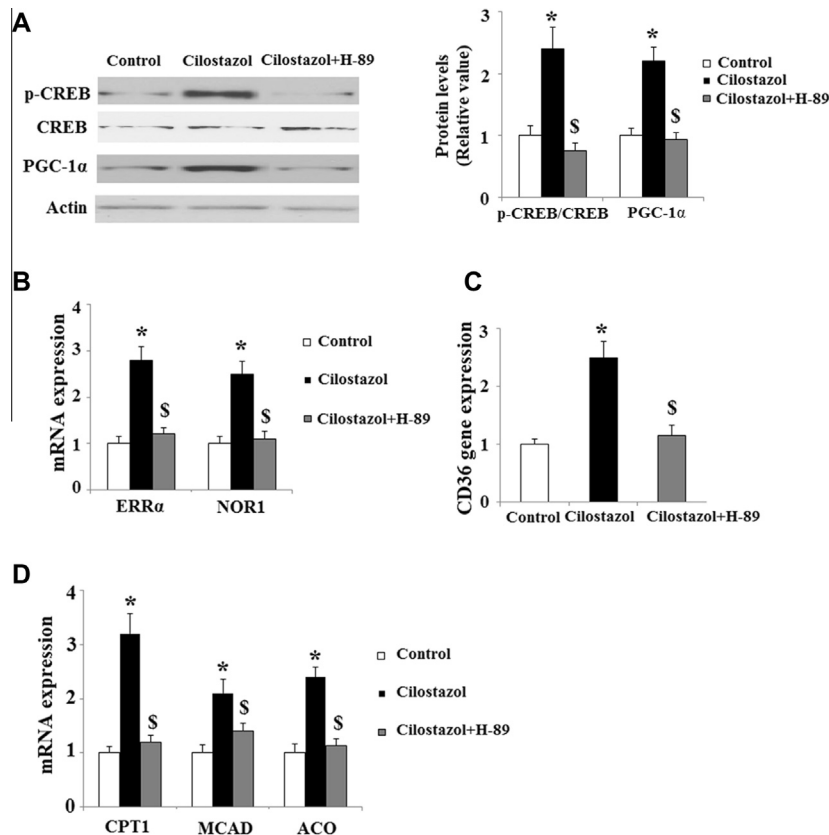 A
Control Cilostazol Cilostazol+H-89
p-CREB
CREB
PGC-1α
Actin
Protein levels
(Relative value)
3
2
1
0
* $ * $
p-CREB/CREB PGC-1α
Control
Cilostazol
Cilostazol+H-89
B
mRNA expression
4
3
2
1
0
* $ * $
ERRα NOR1
Control
Cilostazol
Cilostazol+H-89
C
CD36 gene expression
3
2
1
0
* $
Control Cilostazol Cilostazol+H-89
D
mRNA expression
4
3
2
1
0
* $ * $ * $
CPT1 MCAD ACO
Control
Cilostazol
Cilostazol+H-89